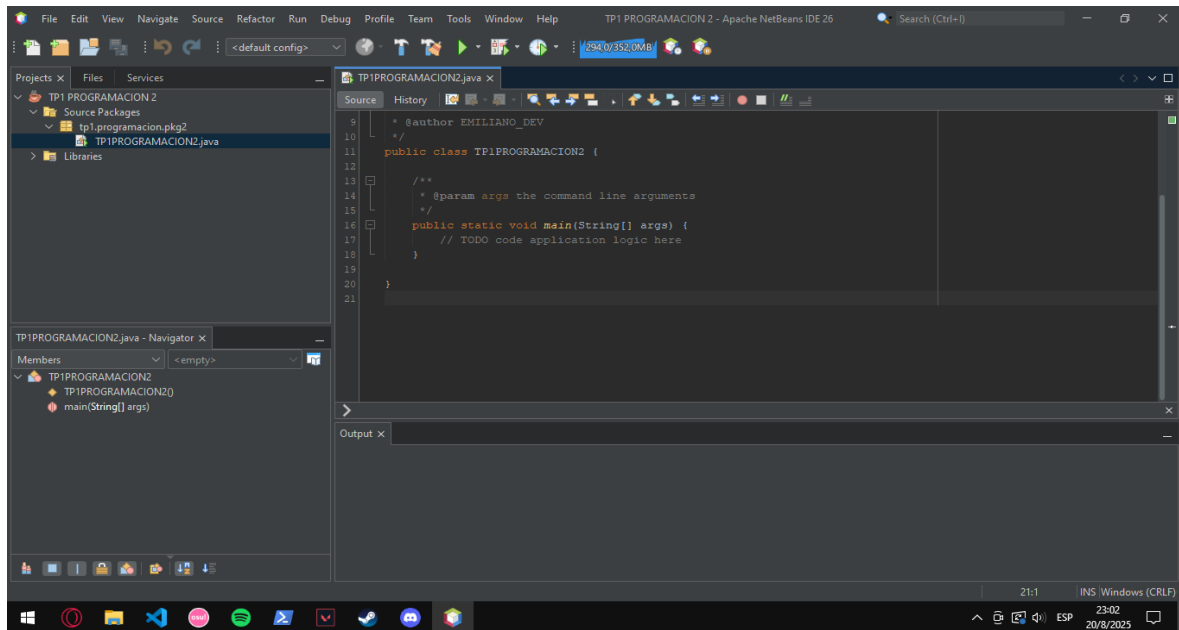 File Edit View Navigate Source Refactor Run Debug Profile Team Tools Window Help TP1 PROGRAMACION 2 - Apache NetBeans IDE 26 Search (Ctrl+I)
<default config> 294,0/352,0MB
Projects Files Services
TP1 PROGRAMACION 2
Source Packages
tp1.programacion.pkg2
TP1PROGRAMACION2.java
Libraries
TP1PROGRAMACION2.java
Source History
9 * @author EMILIANO_DEV
10 */
11 public class TP1PROGRAMACION2 {
12
13 /**
14 * @param args the command line arguments
15 */
16 public static void main(String[] args) {
17 // TODO code application logic here
18 }
19
20 }
21
TP1PROGRAMACION2.java - Navigator
Members <empty>
TP1PROGRAMACION2
TP1PROGRAMACION2()
main(String[] args)
Output
21:1 INS Windows (CRLF)
osu!
ESP
23:02
20/8/2025